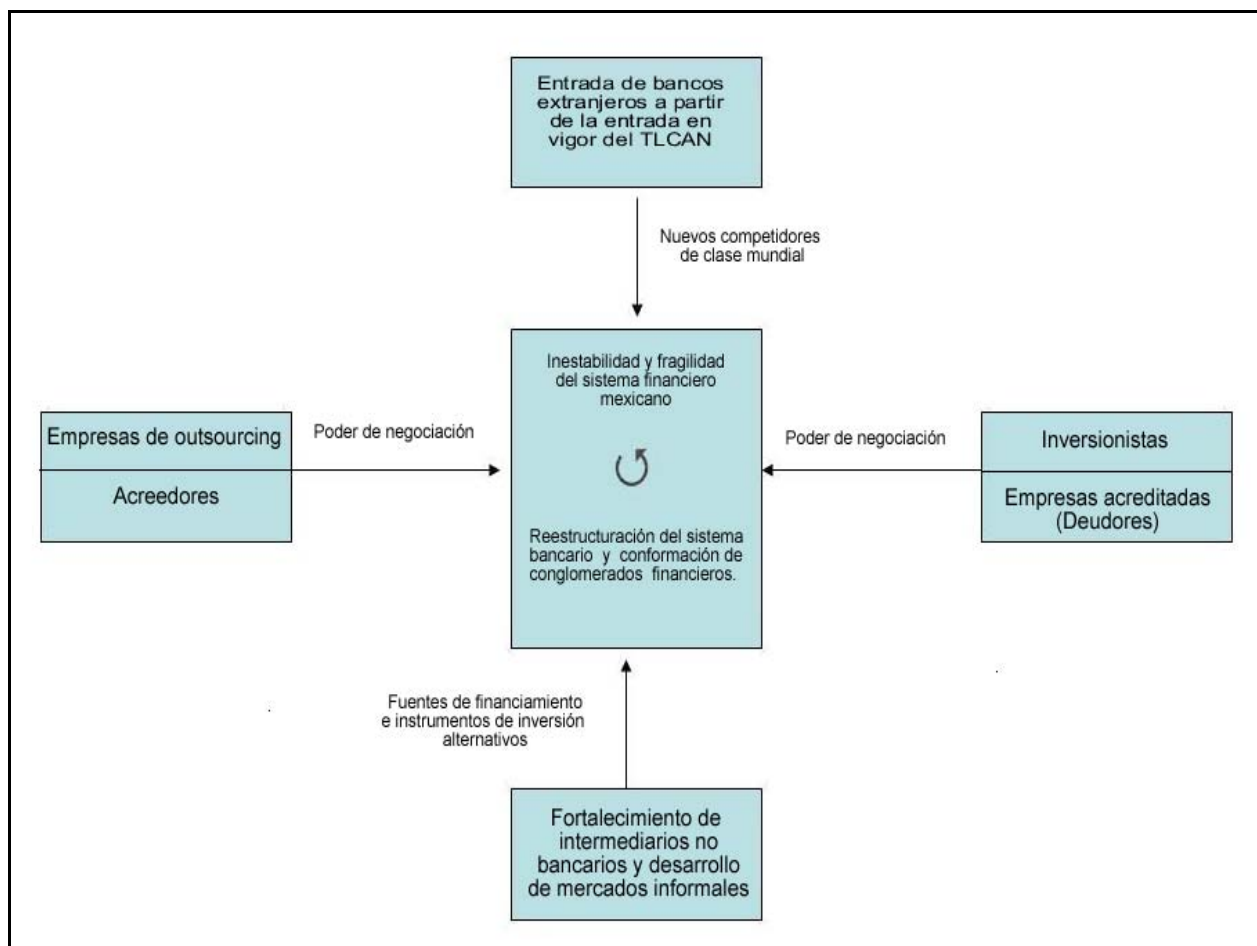 Entrada de bancos
extranjeros a partir
de la entrada en
vigor del TLCAN
Nuevos competidores
de clase mundial
Inestabilidad y fragilidad
del sistema financiero
mexicano
Empresas de outsourcing
Acreedores
Poder de negociación
Poder de negociación
Inversionistas
Empresas acreditadas
(Deudores)
Reestructuración del sistema
bancario y conformación de
conglomerados financieros.
Fuentes de financiamiento
e instrumentos de inversión
alternativos
Fortalecimiento de
intermediarios no
bancarios y desarrollo
de mercados informales